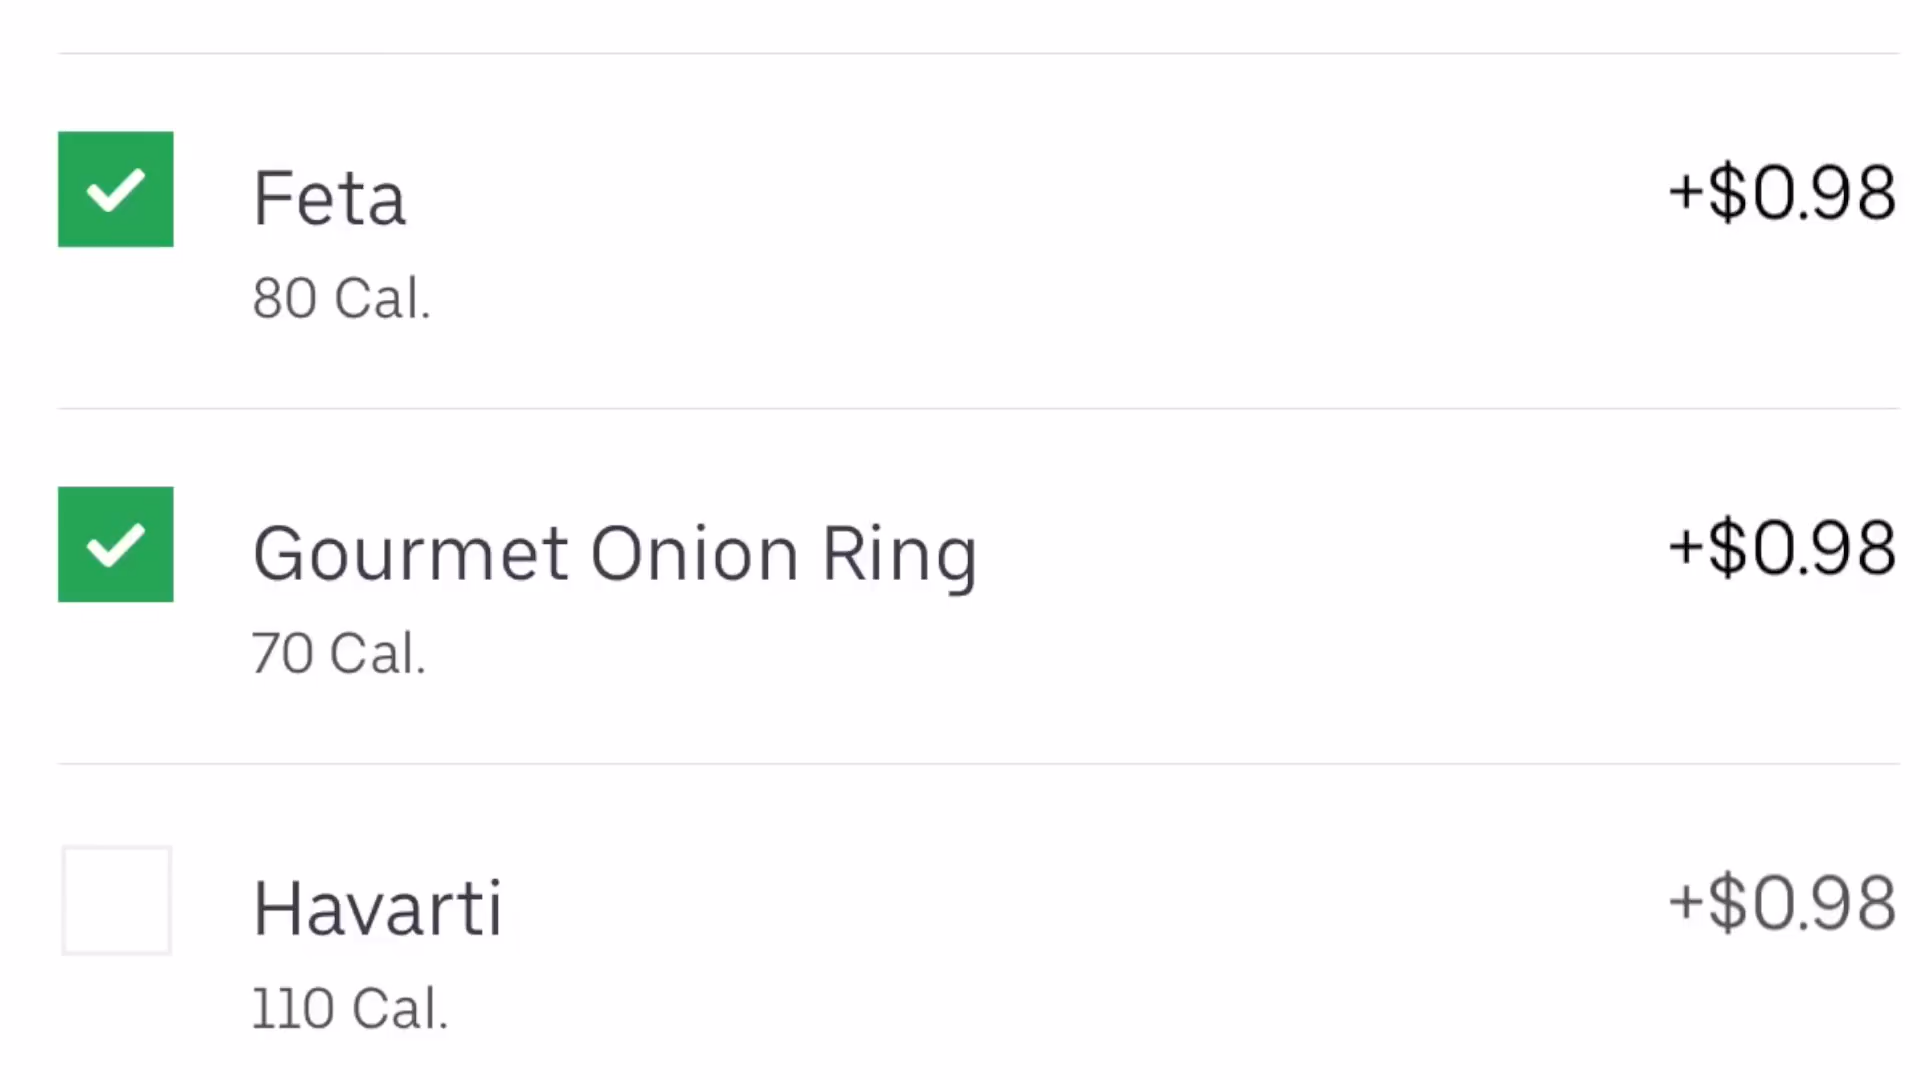 Feta +$0.98
80 Cal.
Gourmet Onion Ring +$0.98
70 Cal.
Havarti +$0.98
110 Cal.